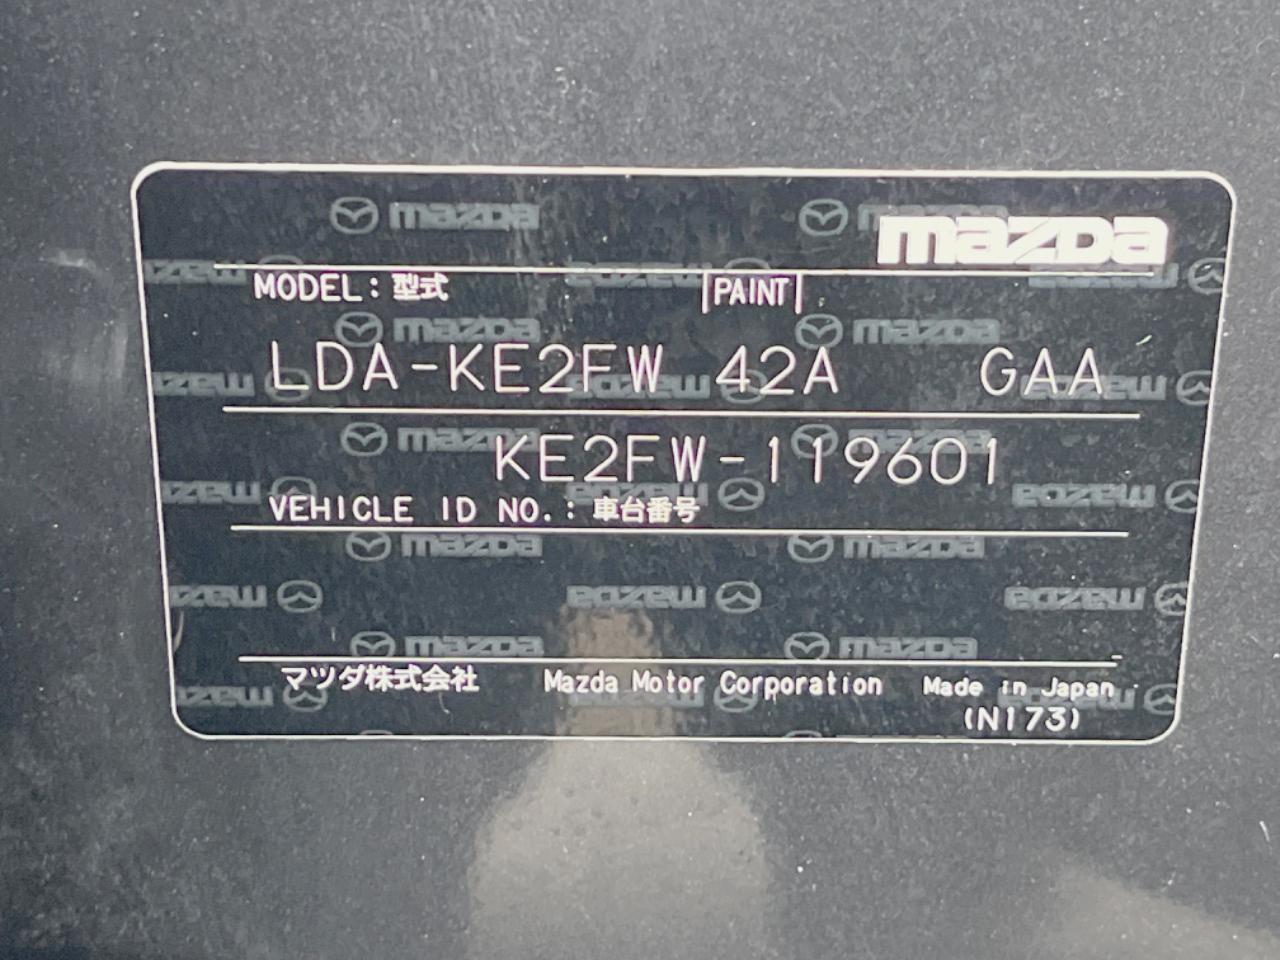 mazda
MODEL : 型式 PAINT
LDA-KE2FW 42A GAA
KE2FW-119601
VEHICLE ID NO. : 車台番号
マツダ株式会社 Mazda Motor Corporation Made in Japan
(N173)